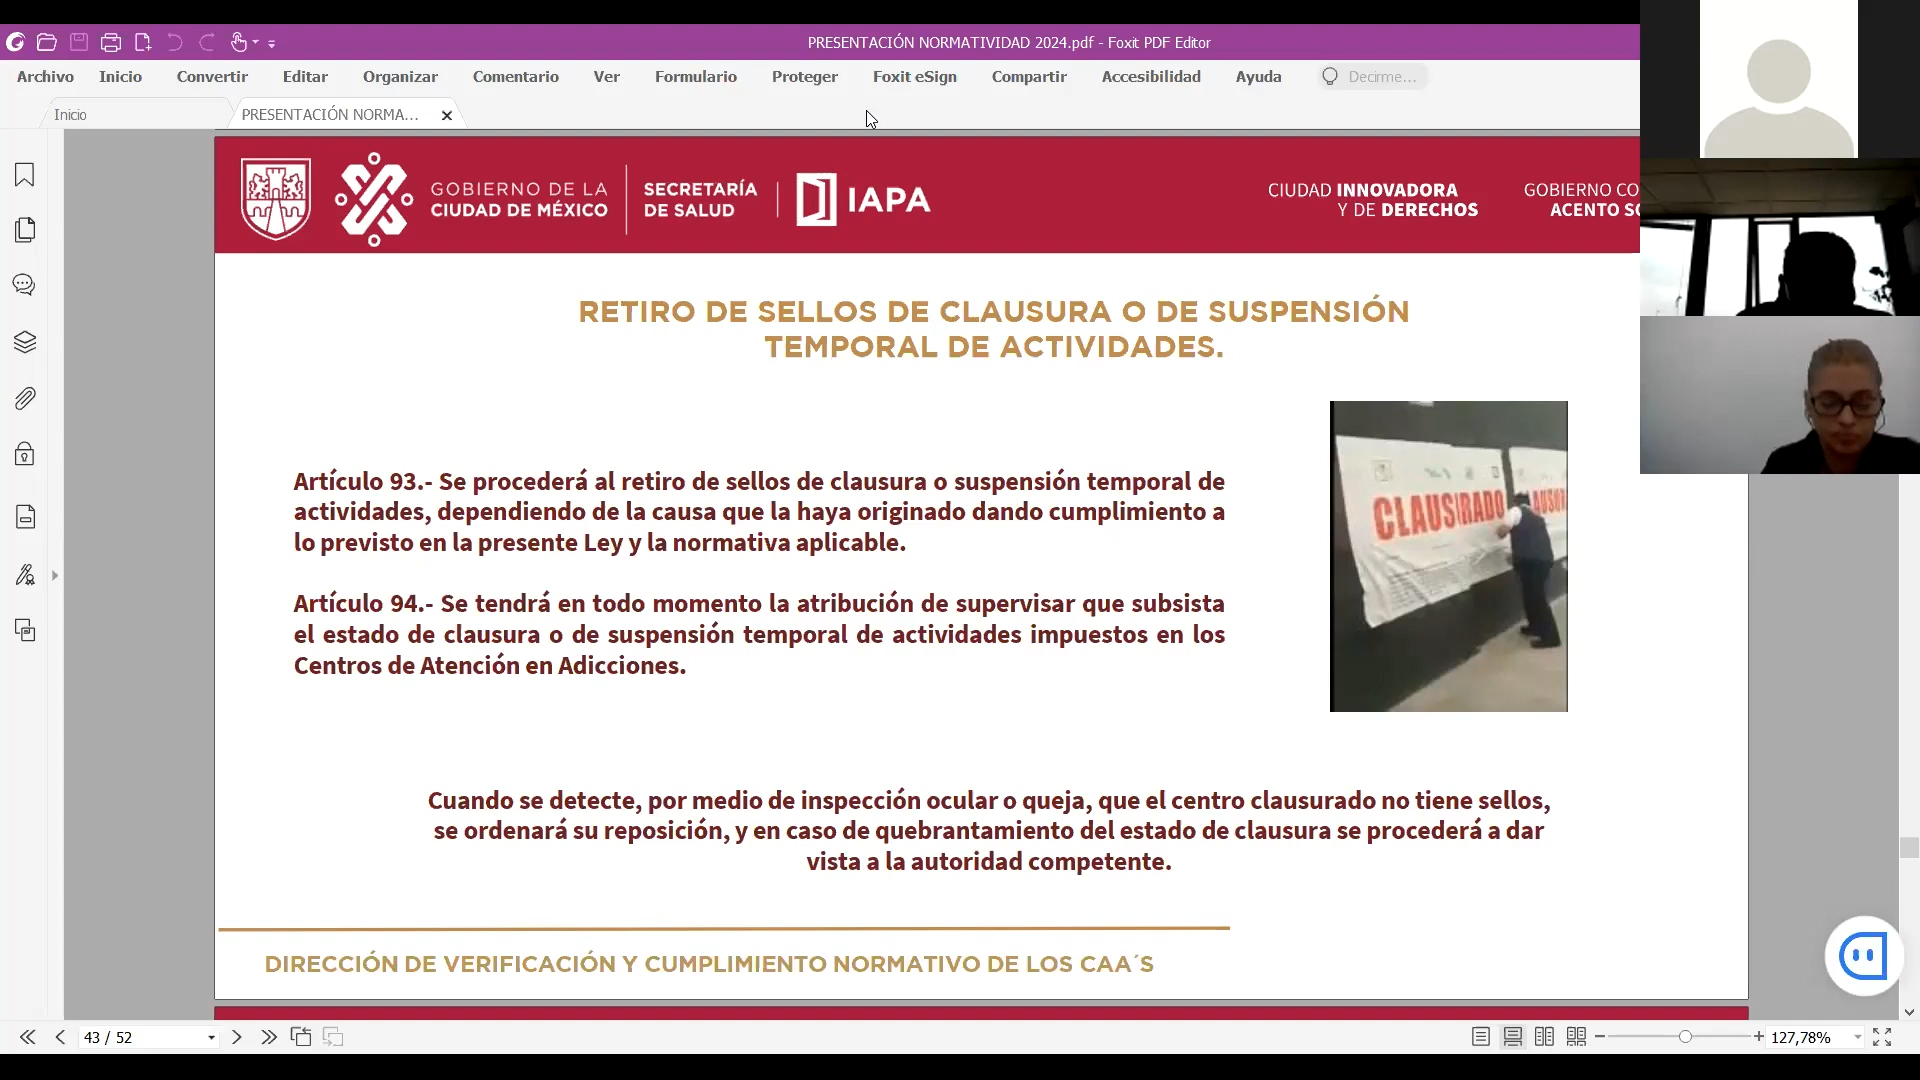 PRESENTACIÓN NORMATIVIDAD 2024.pdf - Foxit PDF Editor
Archivo Inicio Convertir Editar Organizar Comentario Ver Formulario Proteger Foxit eSign Compartir Accesibilidad Ayuda Decirme...
Inicio PRESENTACIÓN NORMA...
GOBIERNO DE LA
CIUDAD DE MÉXICO
SECRETARÍA
DE SALUD
IAPA
CIUDAD INNOVADORA
Y DE DERECHOS
GOBIERNO CO
ACENTO SO
RETIRO DE SELLOS DE CLAUSURA O DE SUSPENSIÓN
TEMPORAL DE ACTIVIDADES.
Artículo 93.- Se procederá al retiro de sellos de clausura o suspensión temporal de
actividades, dependiendo de la causa que la haya originado dando cumplimiento a
lo previsto en la presente Ley y la normativa aplicable.
Artículo 94.- Se tendrá en todo momento la atribución de supervisar que subsista
el estado de clausura o de suspensión temporal de actividades impuestos en los
Centros de Atención en Adicciones.
Cuando se detecte, por medio de inspección ocular o queja, que el centro clausurado no tiene sellos,
se ordenará su reposición, y en caso de quebrantamiento del estado de clausura se procederá a dar
vista a la autoridad competente.
DIRECCIÓN DE VERIFICACIÓN Y CUMPLIMIENTO NORMATIVO DE LOS CAA´S
43 / 52
127,78%